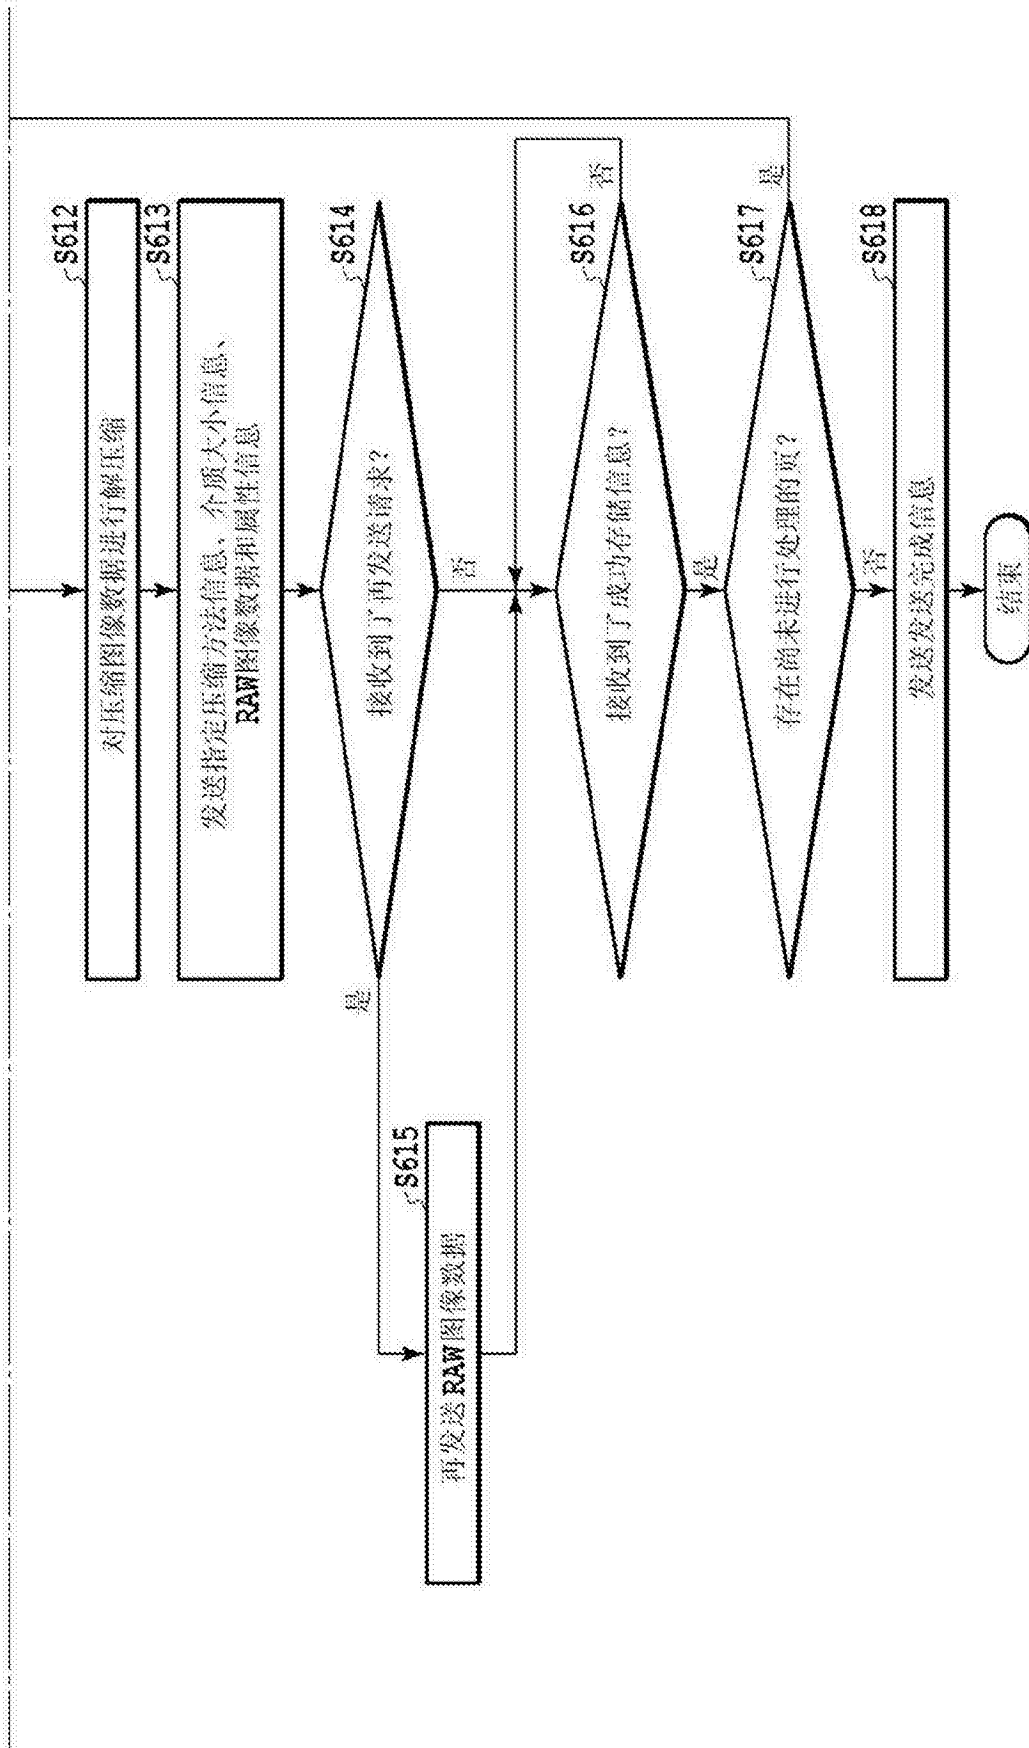 S612
对压缩图像数据进行解压缩
S613
发送指定压缩方法信息、介质大小信息、
RAW图像数据和属性信息
S614
接收到了再发送请求?
是
否
S615
再发送RAW图像数据
S616
接收到了成功存储信息?
否
是
S617
存在尚未进行处理的页?
是
否
S618
发送发送完成信息
结束